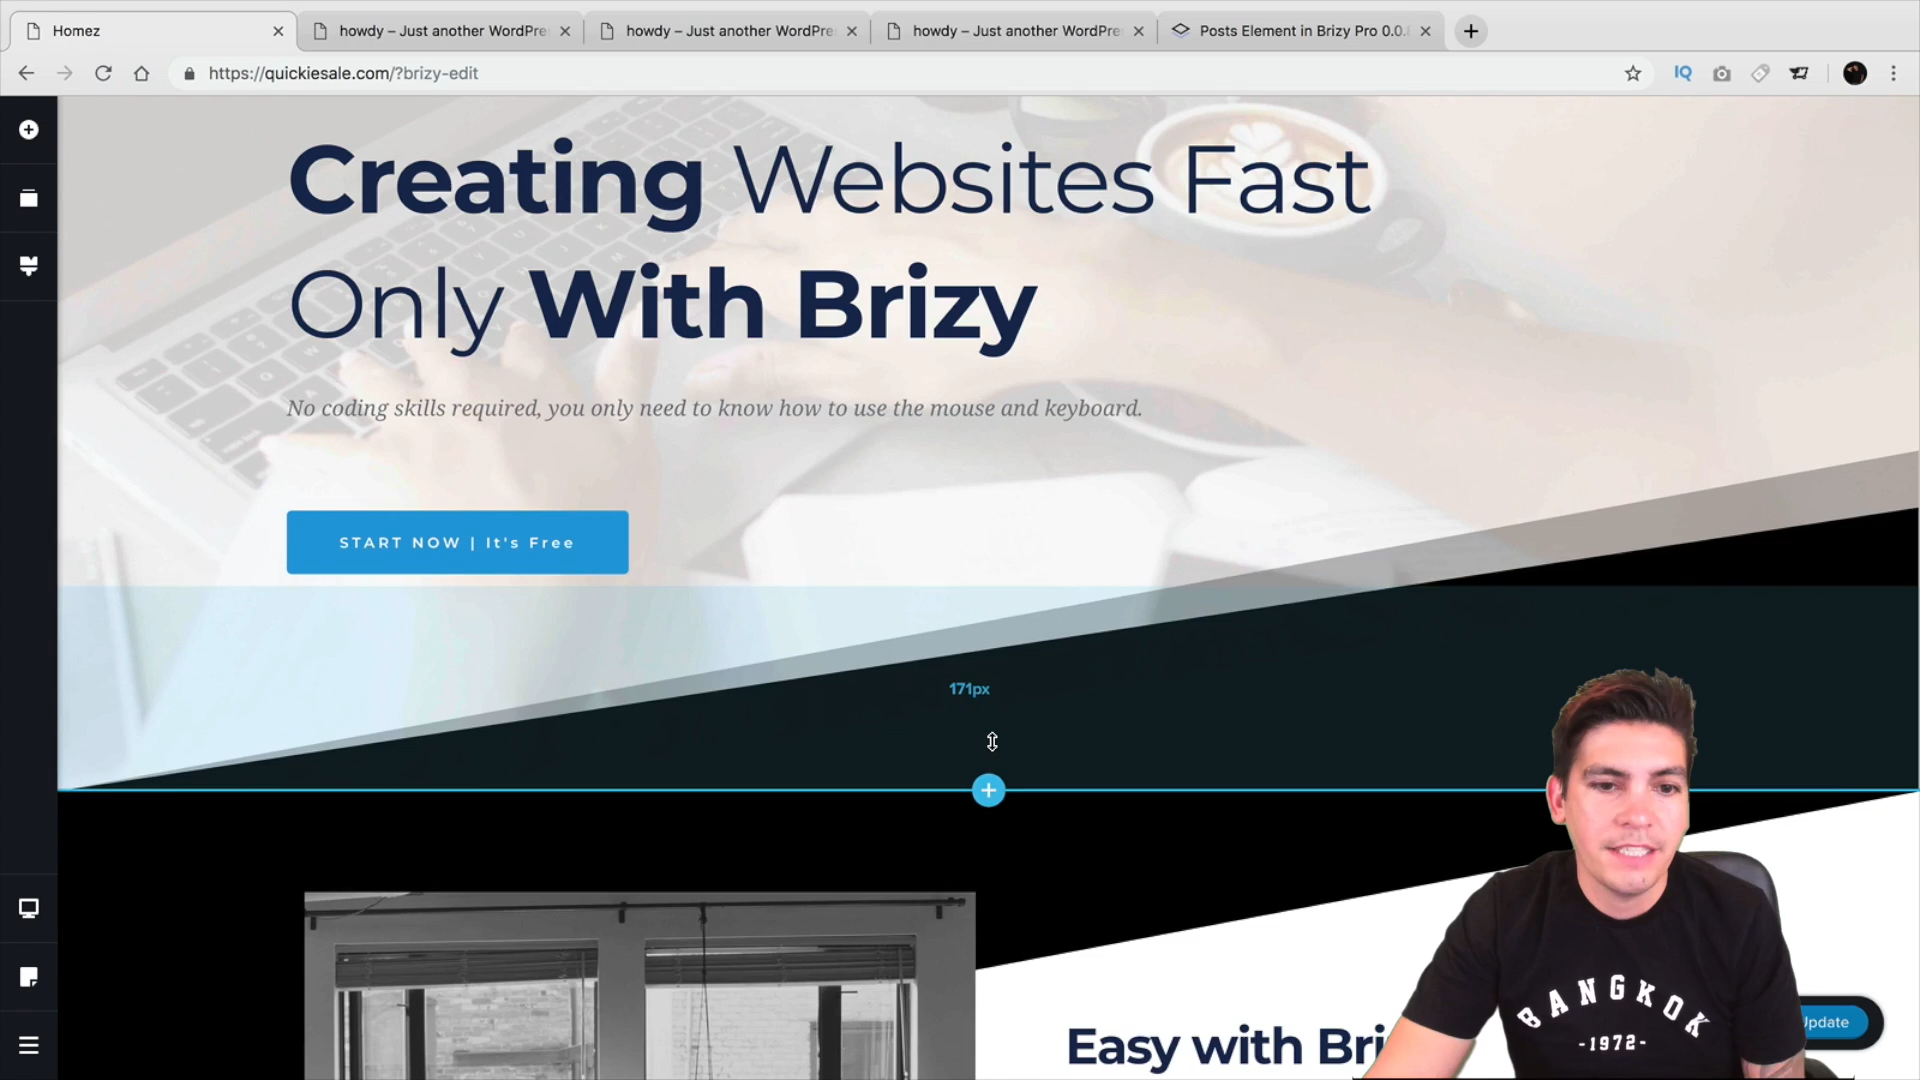 Homez
howdy – Just another WordPre
howdy – Just another WordPre
howdy – Just another WordPre
Posts Element in Brizy Pro 0.0.
https://quickiesale.com/?brizy-edit
IQ
Creating Websites Fast
Only With Brizy
No coding skills required, you only need to know how to use the mouse and keyboard.
START NOW | It's Free
171px
Easy with Bri
BANGKOK
-1972-
Update